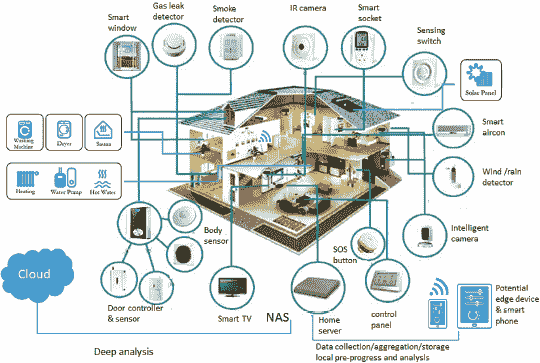 Smart
window
Gas leak
detector
Smoke
detector
IR camera
Smart
socket
Sensing
switch
Solar Panel
Washing
Machine
Dryer
Sauna
Smart
aircon
Heating
Water Pump
Hot Water
Wind /rain
detector
Body
sensor
SOS
button
Intelligent
camera
Cloud
Door controller
& sensor
Smart TV
NAS
Home
server
control
panel
Potential
edge device
& smart
phone
Deep analysis
Data collection/aggregation/storage
local pre-progress and analysis